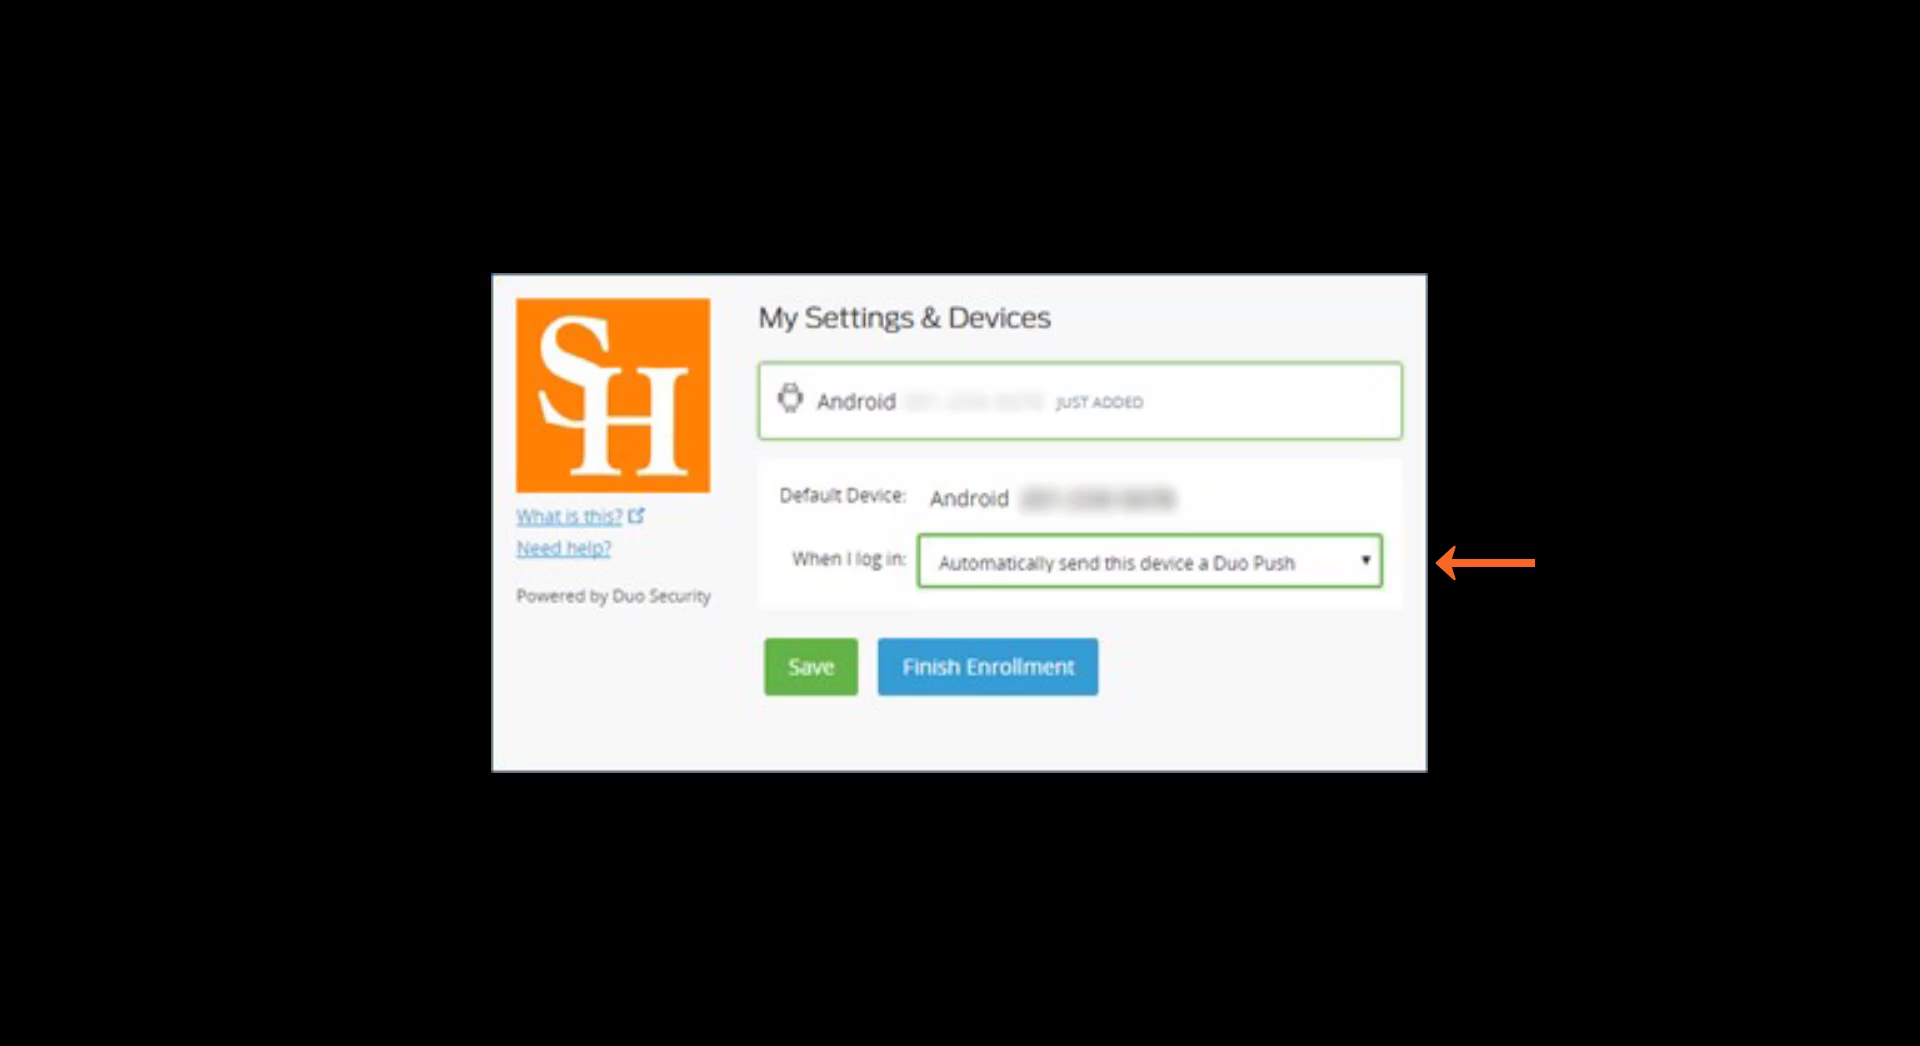 SH
My Settings & Devices
Android JUST ADDED
Default Device: Android
When I log in: Automatically send this device a Duo Push
What is this?
Need help?
Powered by Duo Security
Save Finish Enrollment